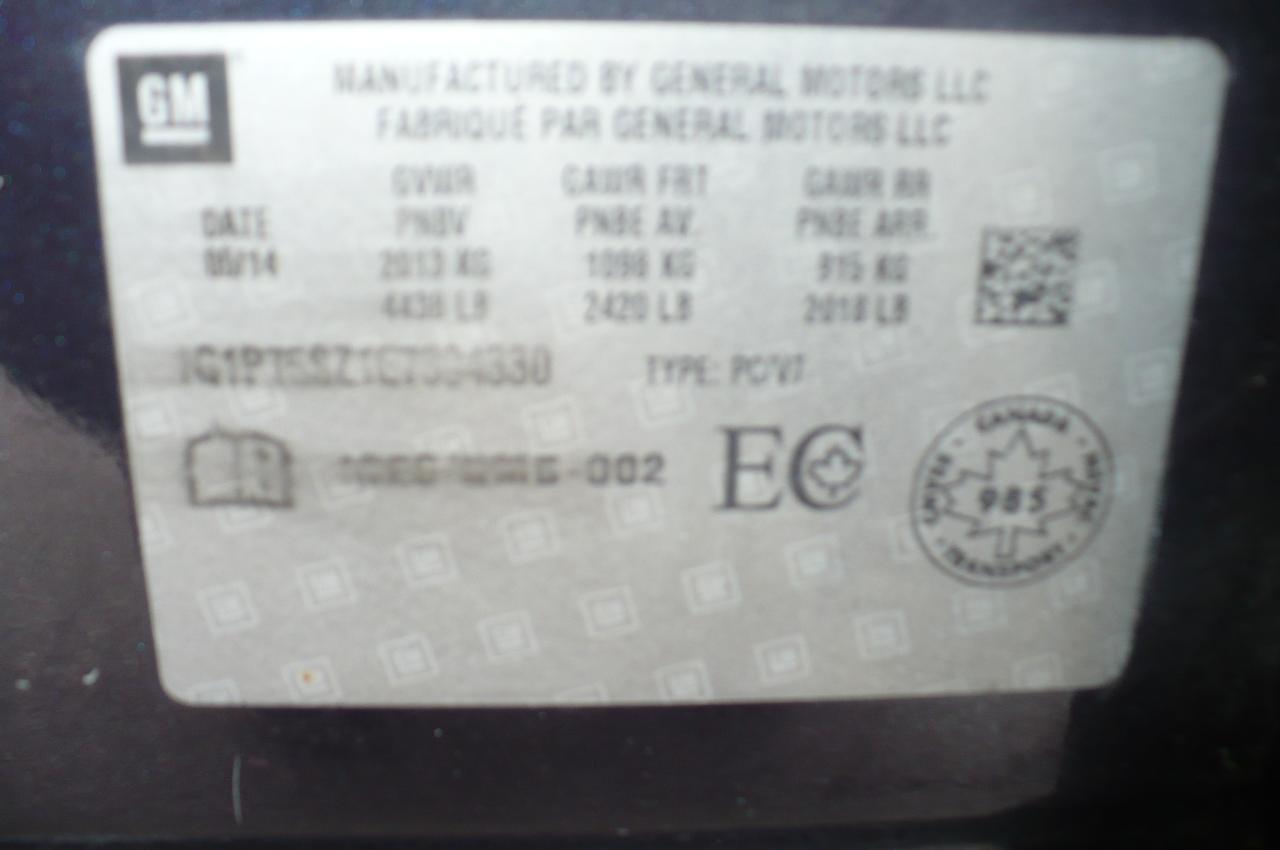 GM
MANUFACTURED BY GENERAL MOTORS LLC
FABRIQUÉ PAR GENERAL MOTORS LLC
GVWR GAWR FRT GAWR RR
DATE PNBV PNBE AV. PNBE ARR.
2013 KG 1098 KG 915 KG
4438 LB 2420 LB 2018 LB
TYPE: PC/VT
EC
CANADA
985
TRANSPORT